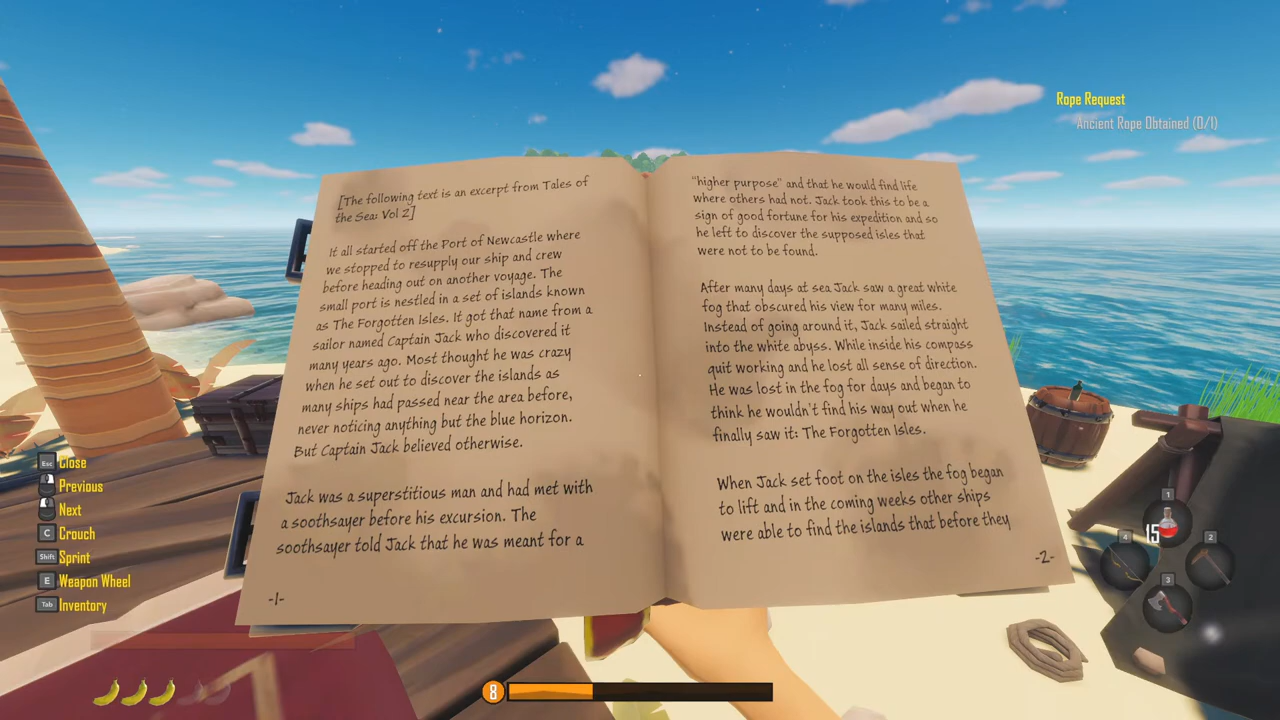 Rope Request
Ancient Rope Obtained (0/1)
[The following text is an excerpt from Tales of
the Sea: Vol 2]
It all started off the Port of Newcastle where
we stopped to resupply our ship and crew
before heading out on another voyage. The
small port is nestled in a set of islands known
as The Forgotten Isles. It got that name from a
sailor named Captain Jack who discovered it
many years ago. Most thought he was crazy
when he set out to discover the islands as
many ships had passed near the area before,
never noticing anything but the blue horizon.
But Captain Jack believed otherwise.
Jack was a superstitious man and had met with
a soothsayer before his excursion. The
soothsayer told Jack that he was meant for a
-1-
"higher purpose" and that he would find life
where others had not. Jack took this to be a
sign of good fortune for his expedition and so
he left to discover the supposed isles that
were not to be found.
After many days at sea Jack saw a great white
fog that obscured his view for many miles.
Instead of going around it, Jack sailed straight
into the white abyss. While inside his compass
quit working and he lost all sense of direction.
He was lost in the fog for days and began to
think he wouldn't find his way out when he
finally saw it: The Forgotten Isles.
When Jack set foot on the isles the fog began
to lift and in the coming weeks other ships
were able to find the islands that before they
-2-
Esc Close
Previous
Next
C Crouch
Shift Sprint
E Weapon Wheel
Tab Inventory
1
15
4
2
3
8